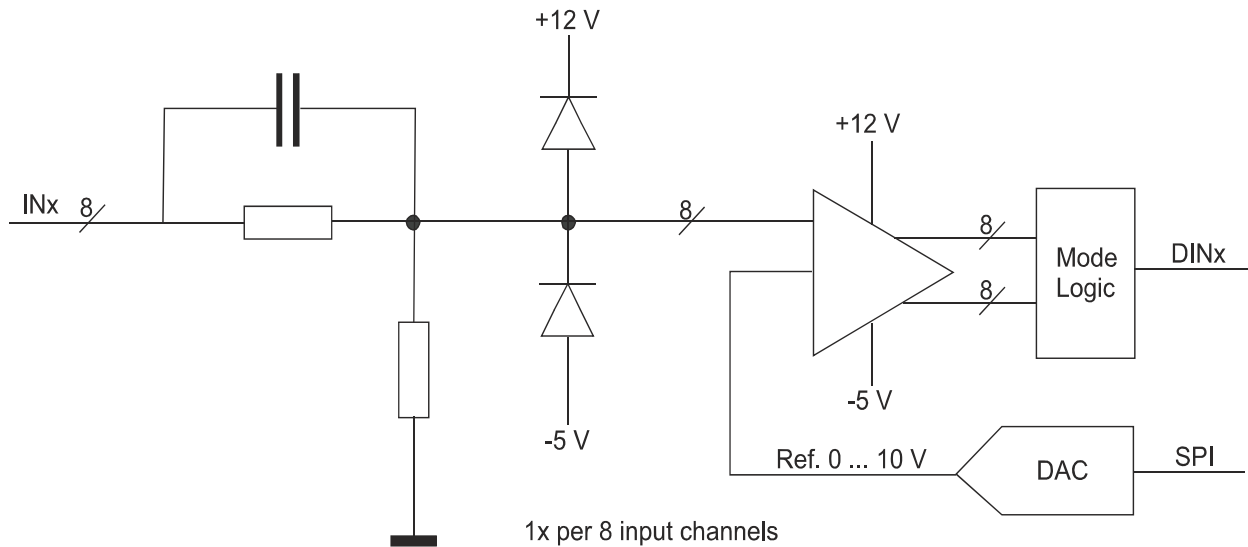 +12 V
+12 V
INx
8
8
8
8
Mode
Logic
DINx
-5 V
-5 V
Ref. 0 ... 10 V
DAC
SPI
1x per 8 input channels